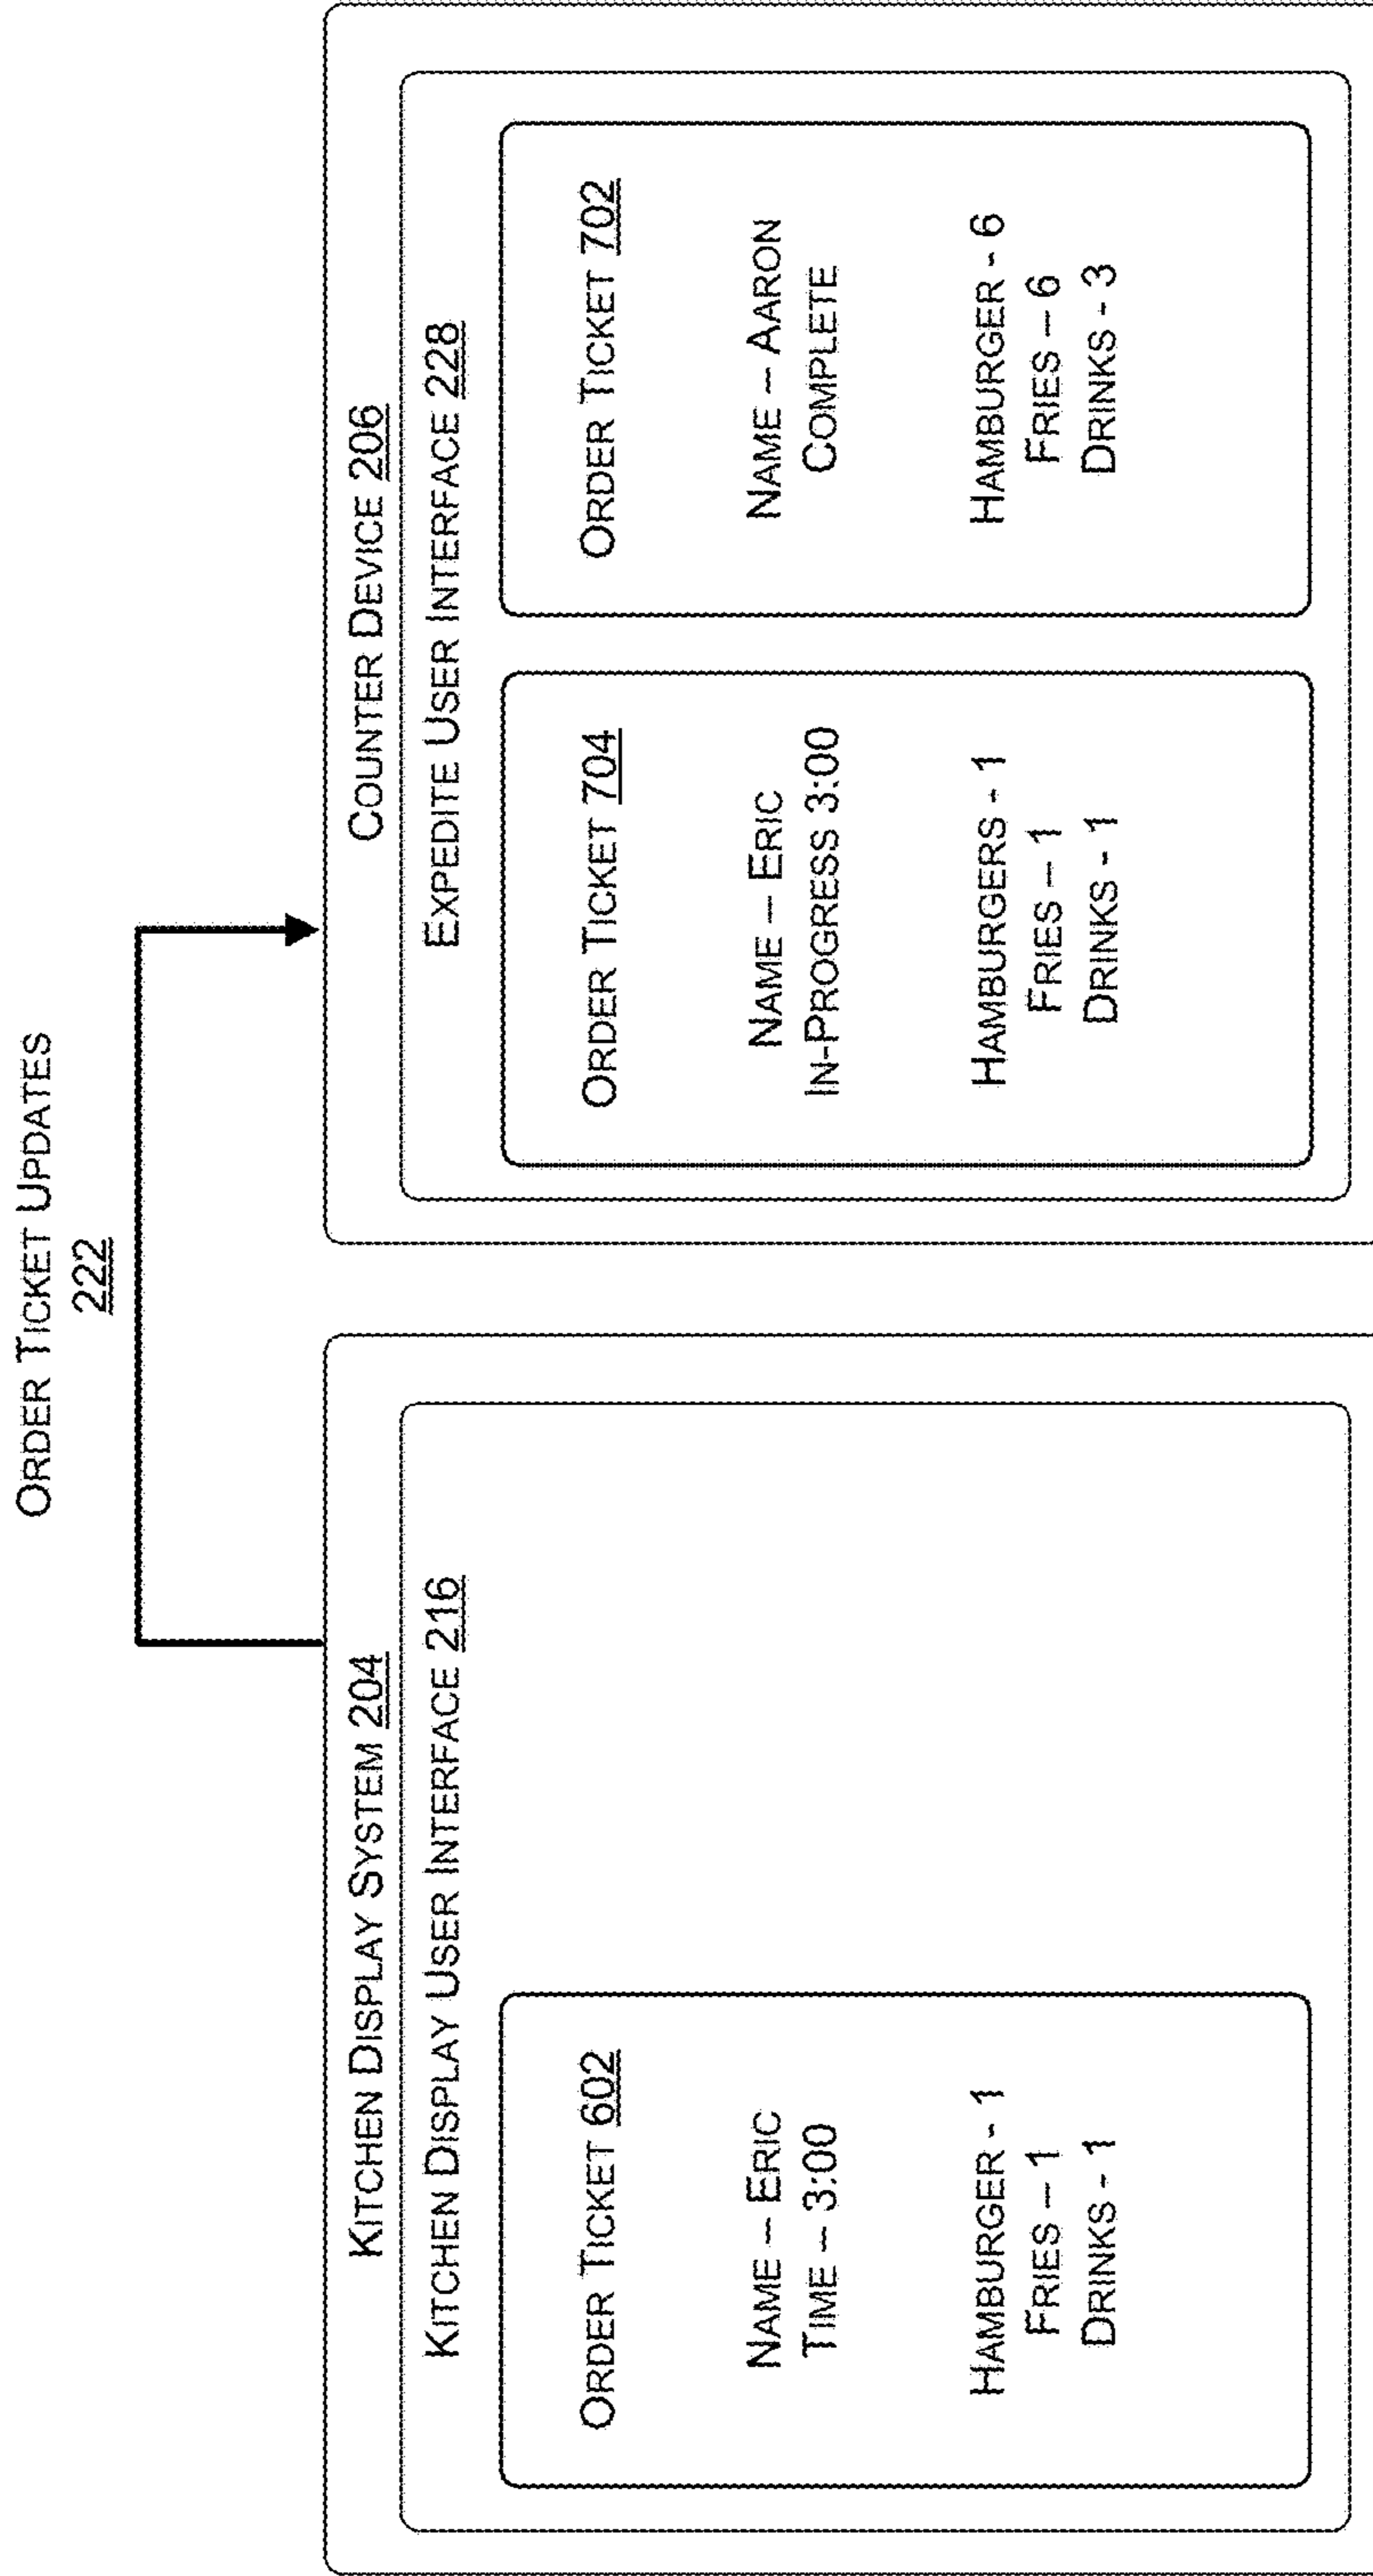 ORDER TICKET UPDATES
222
KITCHEN DISPLAY SYSTEM 204
KITCHEN DISPLAY USER INTERFACE 216
ORDER TICKET 602
NAME – ERIC
TIME – 3:00
HAMBURGER - 1
FRIES – 1
DRINKS - 1
COUNTER DEVICE 206
EXPEDITE USER INTERFACE 228
ORDER TICKET 704
NAME – ERIC
IN-PROGRESS 3:00
HAMBURGERS - 1
FRIES – 1
DRINKS - 1
ORDER TICKET 702
NAME – AARON
COMPLETE
HAMBURGER - 6
FRIES – 6
DRINKS - 3